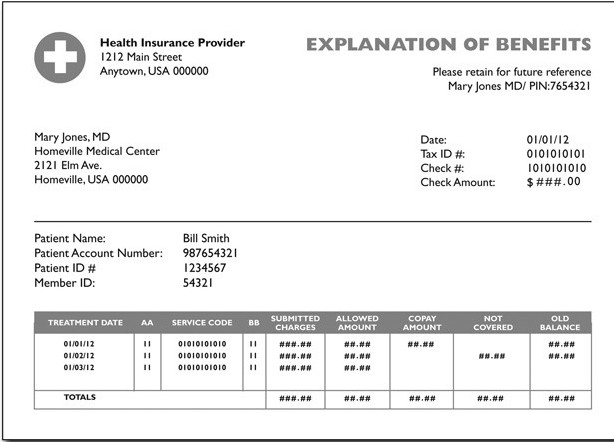 Health Insurance Provider
1212 Main Street
Anytown, USA 000000
EXPLANATION OF BENEFITS
Please retain for future reference
Mary Jones MD/ PIN:7654321
Mary Jones, MD
Homeville Medical Center
2121 Elm Ave.
Homeville, USA 000000
Date: 01/01/12
Tax ID #: 0101010101
Check #: 1010101010
Check Amount: $ ###.00
Patient Name: Bill Smith
Patient Account Number: 987654321
Patient ID # 1234567
Member ID: 54321
TREATMENT DATE AA SERVICE CODE BB SUBMITTED CHARGES ALLOWED AMOUNT COPAY AMOUNT NOT COVERED OLD BALANCE
01/01/12 11 01010101010 11 ###.## ##.## ##.## ##.##
01/02/12 11 01010101010 11 ###.## ##.## ##.## ##.##
01/03/12 11 01010101010 11 ###.## ##.##
TOTALS ###.## ##.## ##.## ##.## ##.##